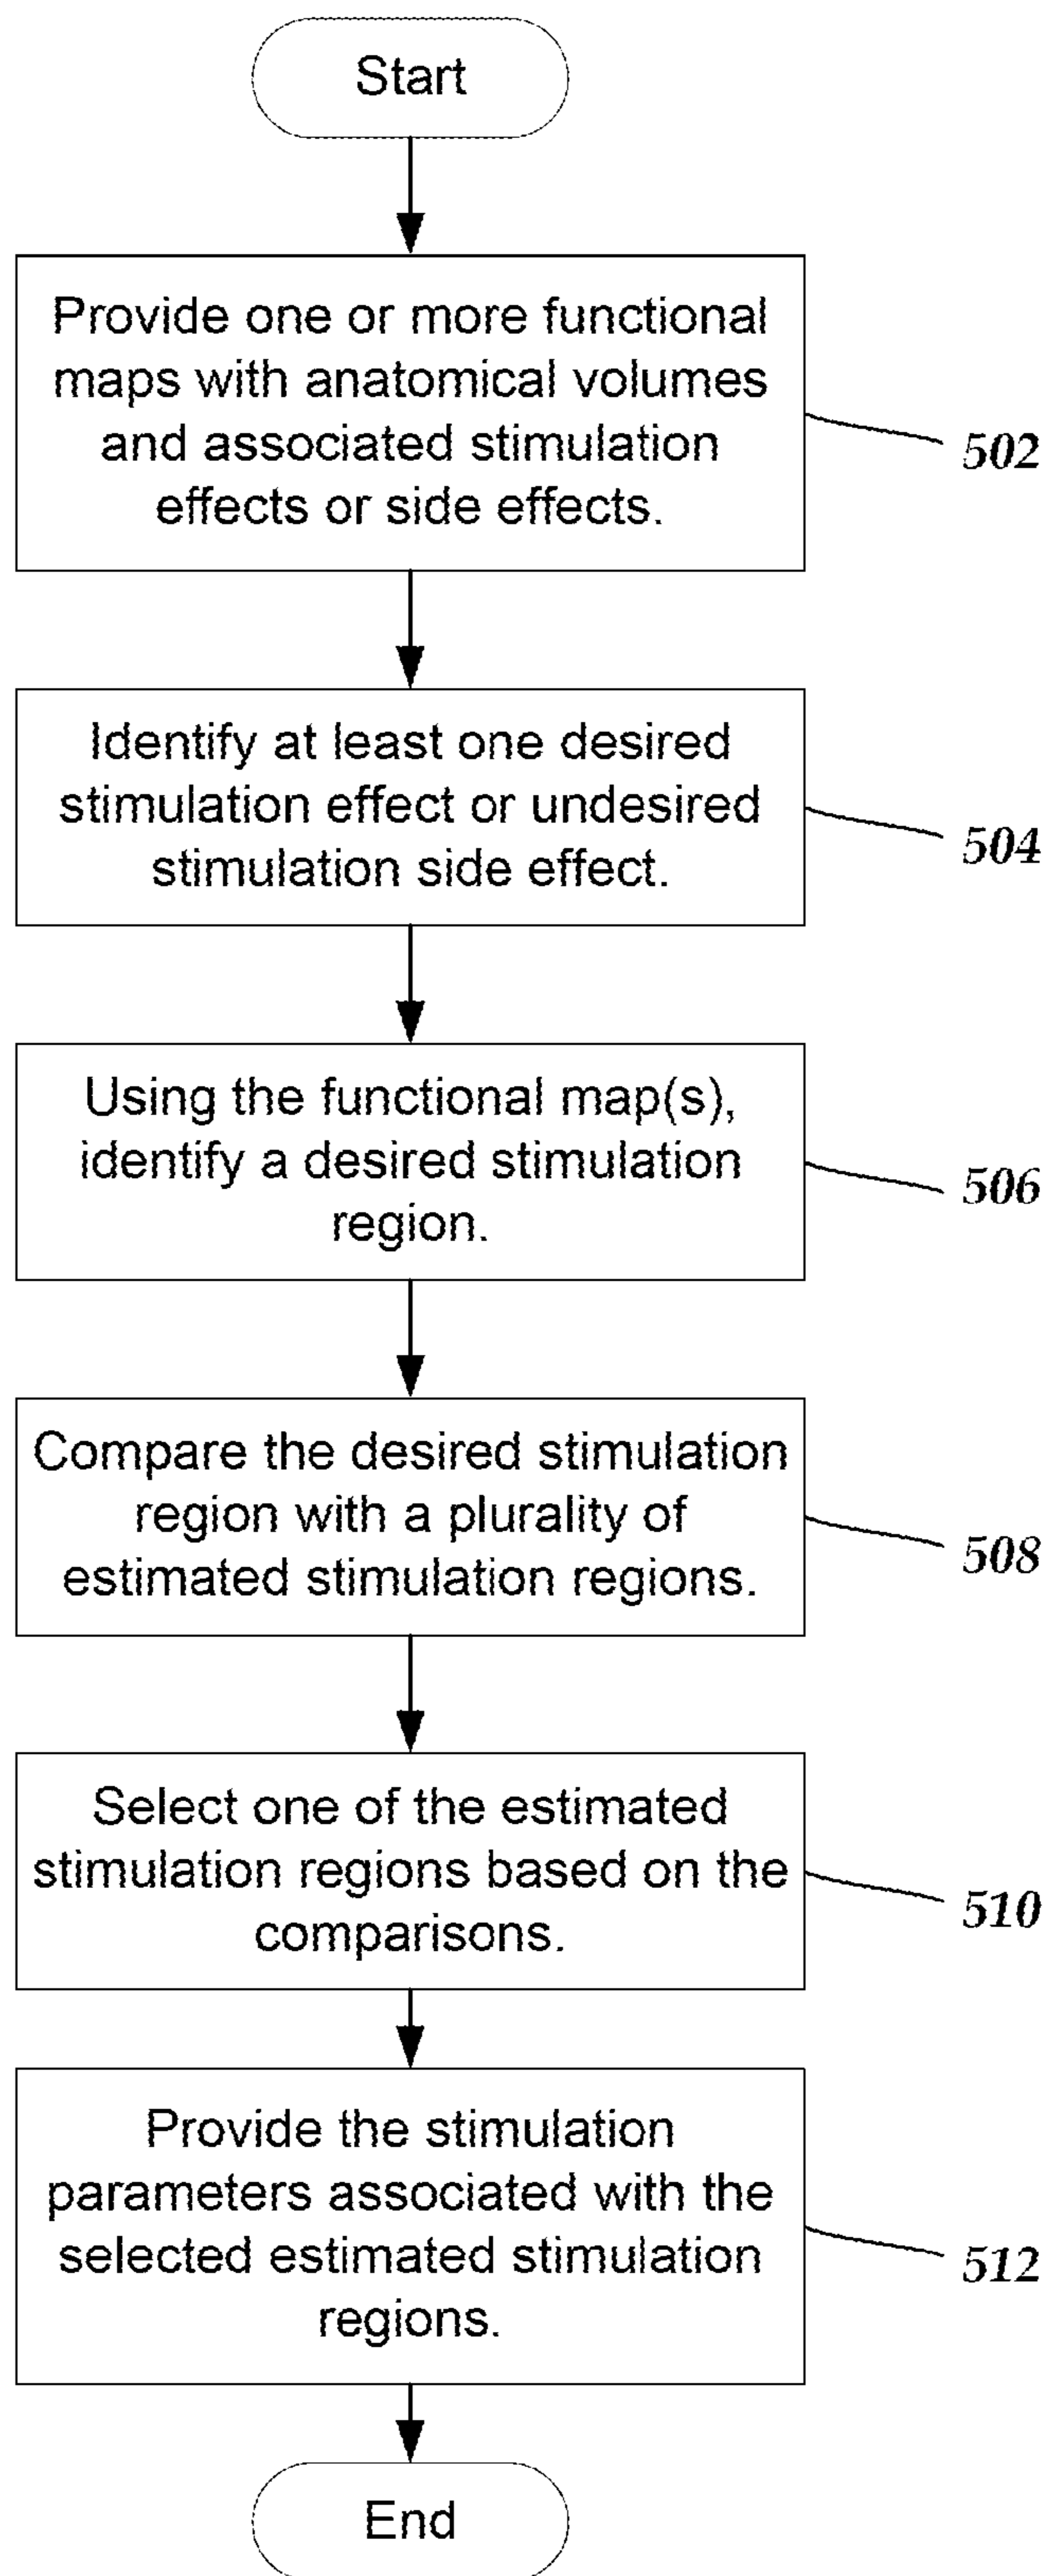 Start
Provide one or more functional
maps with anatomical volumes
and associated stimulation
effects or side effects.
502
Identify at least one desired
stimulation effect or undesired
stimulation side effect.
504
Using the functional map(s),
identify a desired stimulation
region.
506
Compare the desired stimulation
region with a plurality of
estimated stimulation regions.
508
Select one of the estimated
stimulation regions based on the
comparisons.
510
Provide the stimulation
parameters associated with the
selected estimated stimulation
regions.
512
End